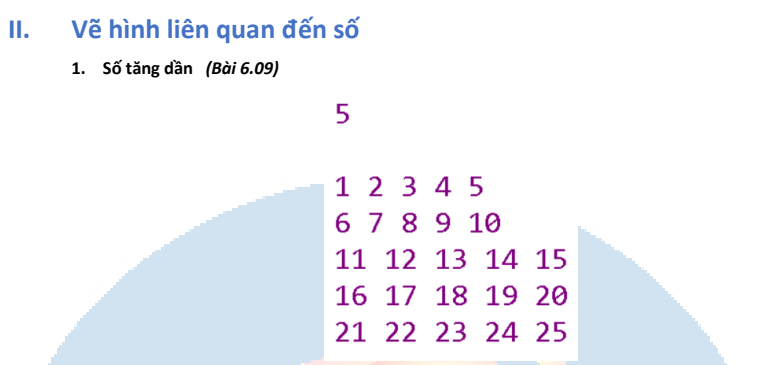 II. Vẽ hình liên quan đến số
1. Số tăng dần (Bài 6.09)
5
1 2 3 4 5
6 7 8 9 10
11 12 13 14 15
16 17 18 19 20
21 22 23 24 25